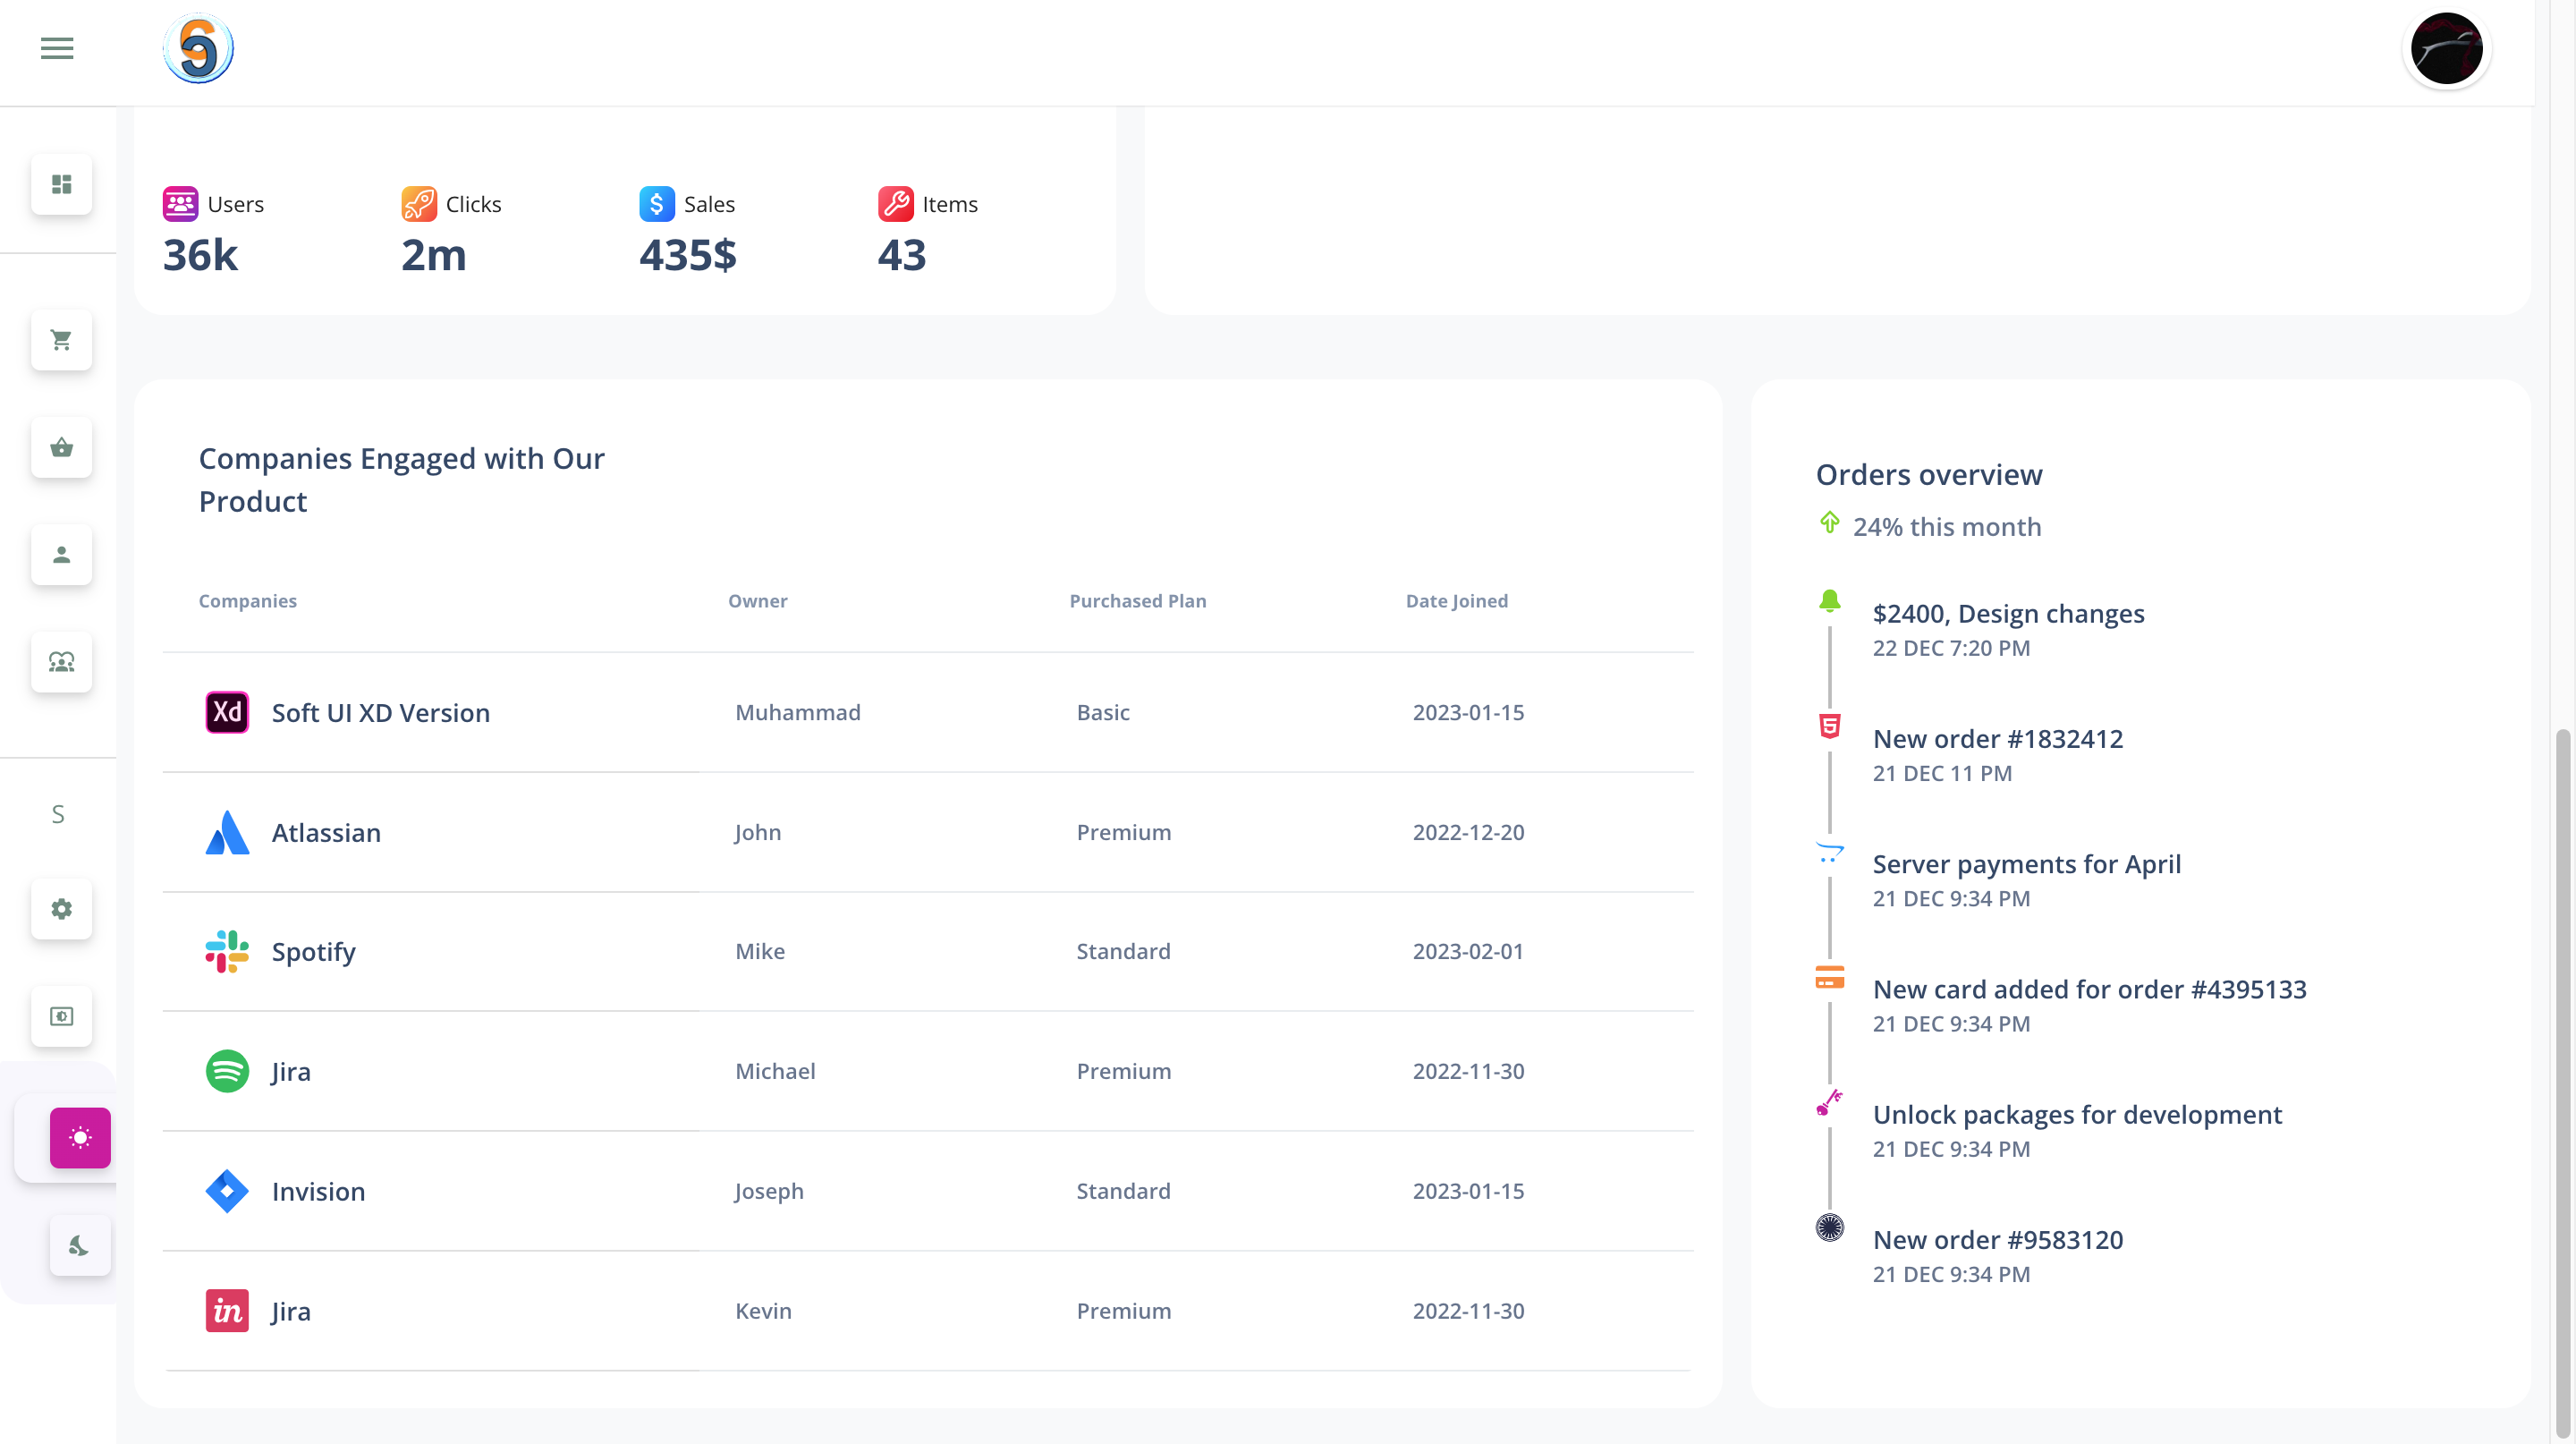 Users
36k
Clicks
2m
Sales
435$
Items
43
Companies Engaged with Our
Product
Companies Owner Purchased Plan Date Joined
Xd Soft UI XD Version Muhammad Basic 2023-01-15
Atlassian John Premium 2022-12-20
Spotify Mike Standard 2023-02-01
Jira Michael Premium 2022-11-30
Invision Joseph Standard 2023-01-15
in Jira Kevin Premium 2022-11-30
Orders overview
24% this month
$2400, Design changes
22 DEC 7:20 PM
5
New order #1832412
21 DEC 11 PM
Server payments for April
21 DEC 9:34 PM
New card added for order #4395133
21 DEC 9:34 PM
Unlock packages for development
21 DEC 9:34 PM
New order #9583120
21 DEC 9:34 PM
S